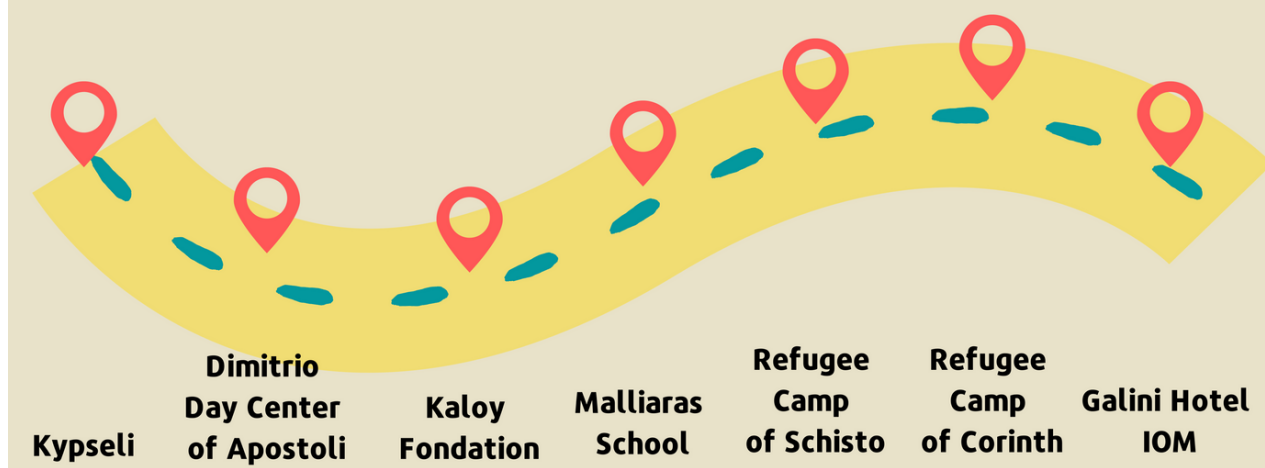 Kypseli
Dimitrio
Day Center
of Apostoli
Kaloy
Fondation
Malliaras
School
Refugee
Camp
of Schisto
Refugee
Camp
of Corinth
Galini Hotel
IOM